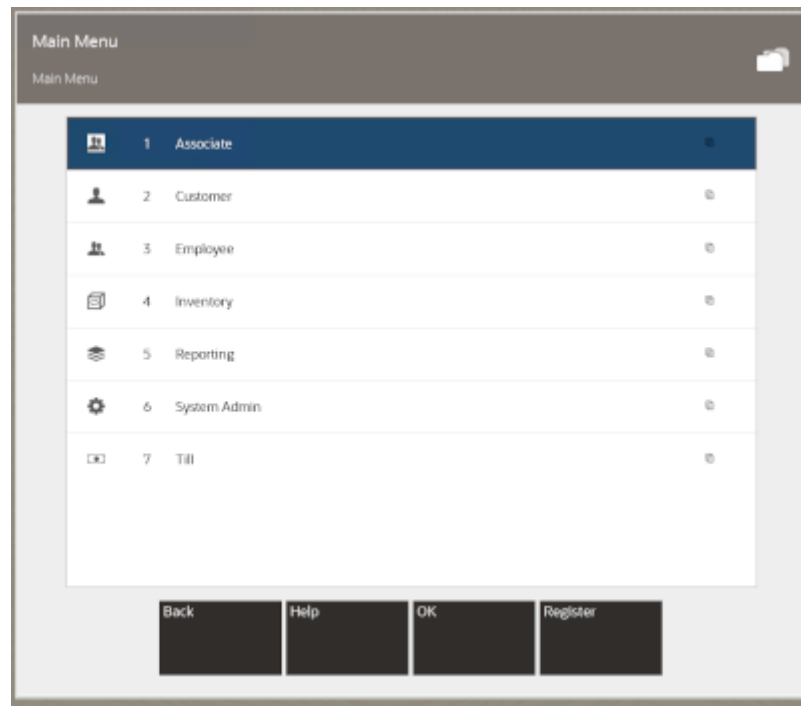 Main Menu
Main Menu
1 Associate
2 Customer
3 Employee
4 Inventory
5 Reporting
6 System Admin
7 Till
Back Help OK Register